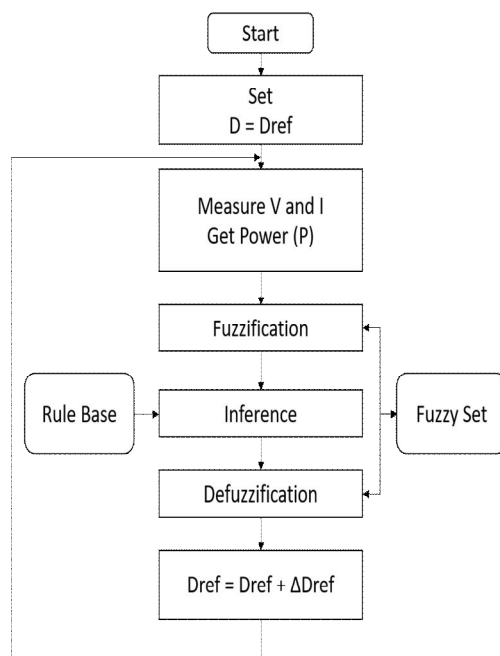 Start
Set
D = Dref
Measure V and I
Get Power (P)
Fuzzification
Rule Base
Inference
Fuzzy Set
Defuzzification
Dref = Dref + ΔDref